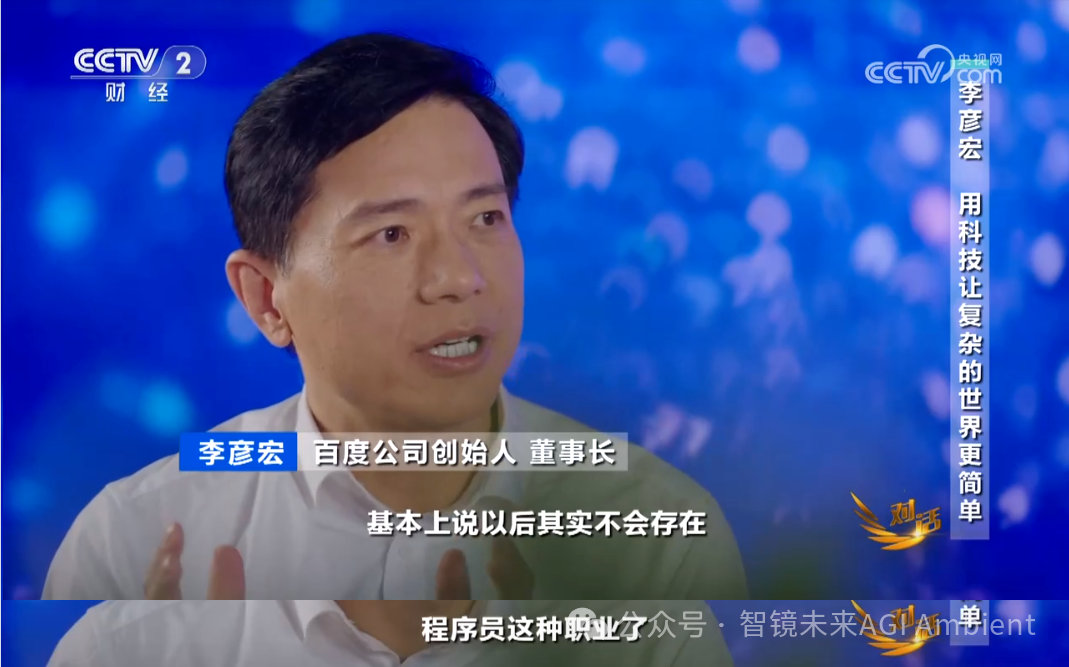 CCTV 2
财 经
央视网
CCTV com
李彦宏 用科技让复杂的世界更简单
李彦宏 百度公司创始人 董事长
对话
基本上说以后其实不会存在
单
对话
程序员这种职业了
公众号 · 智镜未来AGI Ambient